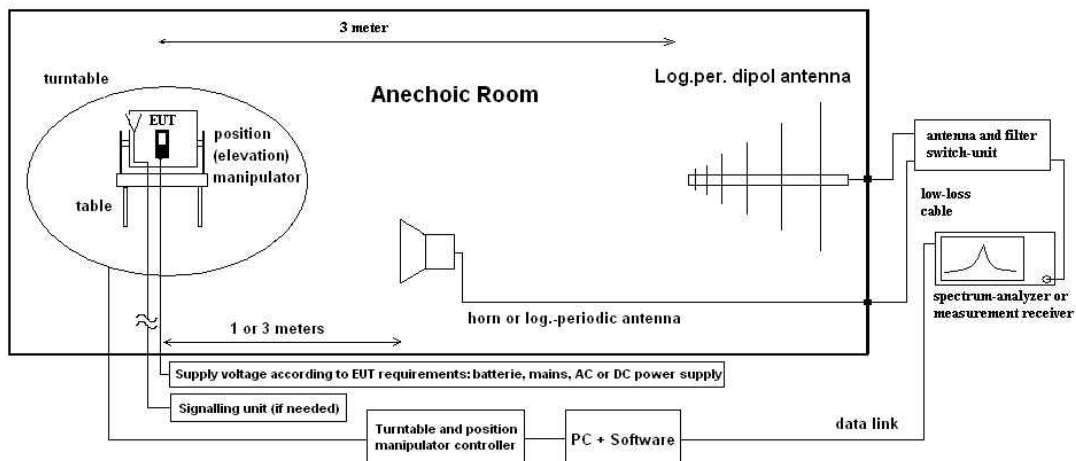 3 meter
turntable
Log.per. dipol antenna
Anechoic Room
EUT
position
(elevation)
manipulator
table
antenna and filter
switch-unit
low-loss
cable
spectrum-analyzer or
measurement receiver
horn or log.-periodic antenna
1 or 3 meters
Supply voltage according to EUT requirements: batterie, mains, AC or DC power supply
Signalling unit (if needed)
Turntable and position
manipulator controller
PC + Software
data link